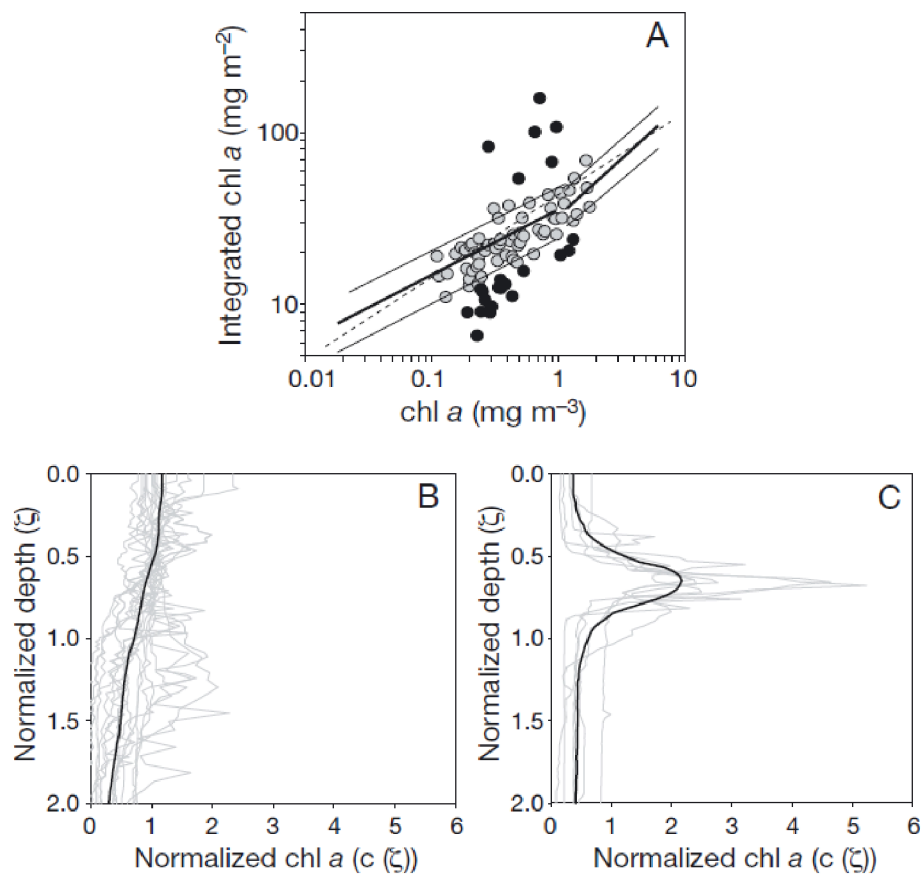 A
Integrated chl a (mg m⁻²)
100
10
0.01 0.1 1 10
chl a (mg m⁻³)
B
Normalized depth (ζ)
0.0
0.5
1.0
1.5
2.0
0 1 2 3 4 5 6
Normalized chl a (c (ζ))
C
Normalized depth (ζ)
0.0
0.5
1.0
1.5
2.0
0 1 2 3 4 5 6
Normalized chl a (c (ζ))